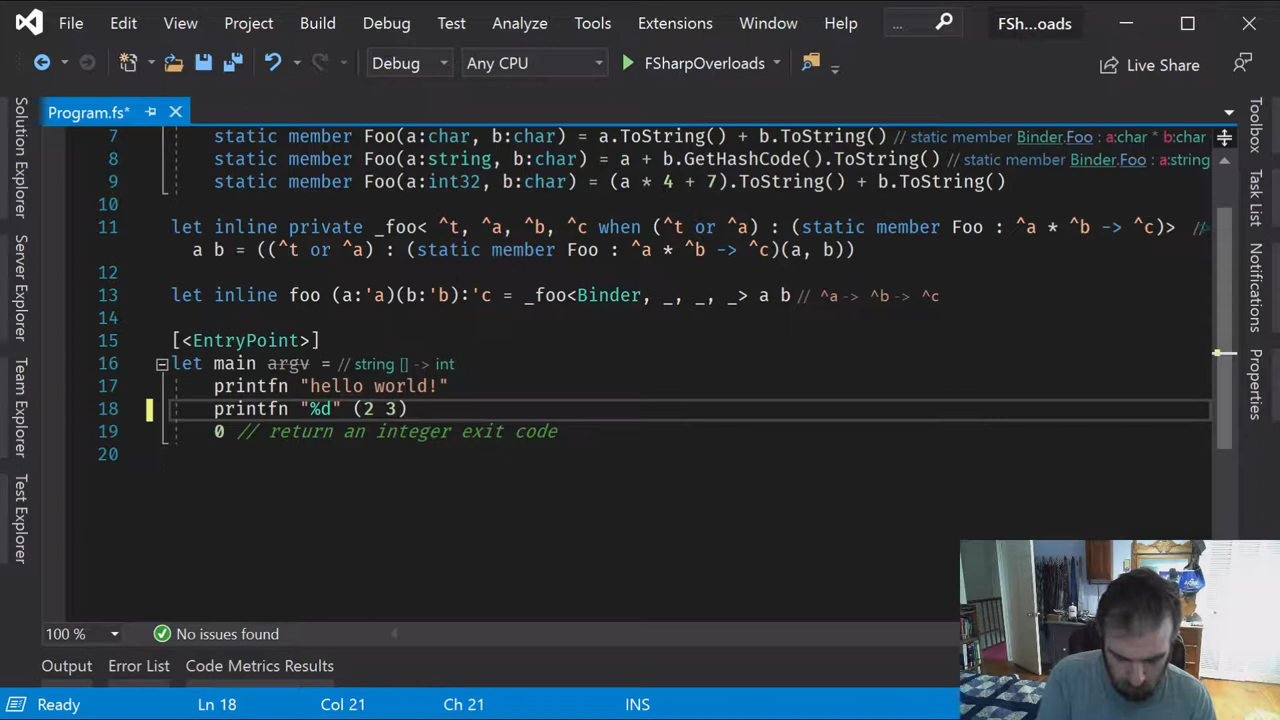 File Edit View Project Build Debug Test Analyze Tools Extensions Window Help ... FSh...oads
Debug Any CPU FSharpOverloads Live Share
Program.fs*
7 static member Foo(a:char, b:char) = a.ToString() + b.ToString() // static member Binder.Foo : a:char * b:char
8 static member Foo(a:string, b:char) = a + b.GetHashCode().ToString() // static member Binder.Foo : a:string
9 static member Foo(a:int32, b:char) = (a * 4 + 7).ToString() + b.ToString()
10
11 let inline private _foo< ^t, ^a, ^b, ^c when (^t or ^a) : (static member Foo : ^a * ^b -> ^c)> //
a b = ((^t or ^a) : (static member Foo : ^a * ^b -> ^c)(a, b))
12
13 let inline foo (a:'a)(b:'b):'c = _foo<Binder, _, _, _> a b // ^a -> ^b -> ^c
14
15 [<EntryPoint>]
16 let main argv = // string [] -> int
17 printfn "hello world!"
18 printfn "%d" (2 3)
19 0 // return an integer exit code
20
Solution Explorer
Server Explorer
Team Explorer
Test Explorer
Toolbox
Task List
Notifications
Properties
100 % No issues found
Output Error List Code Metrics Results
Ready Ln 18 Col 21 Ch 21 INS